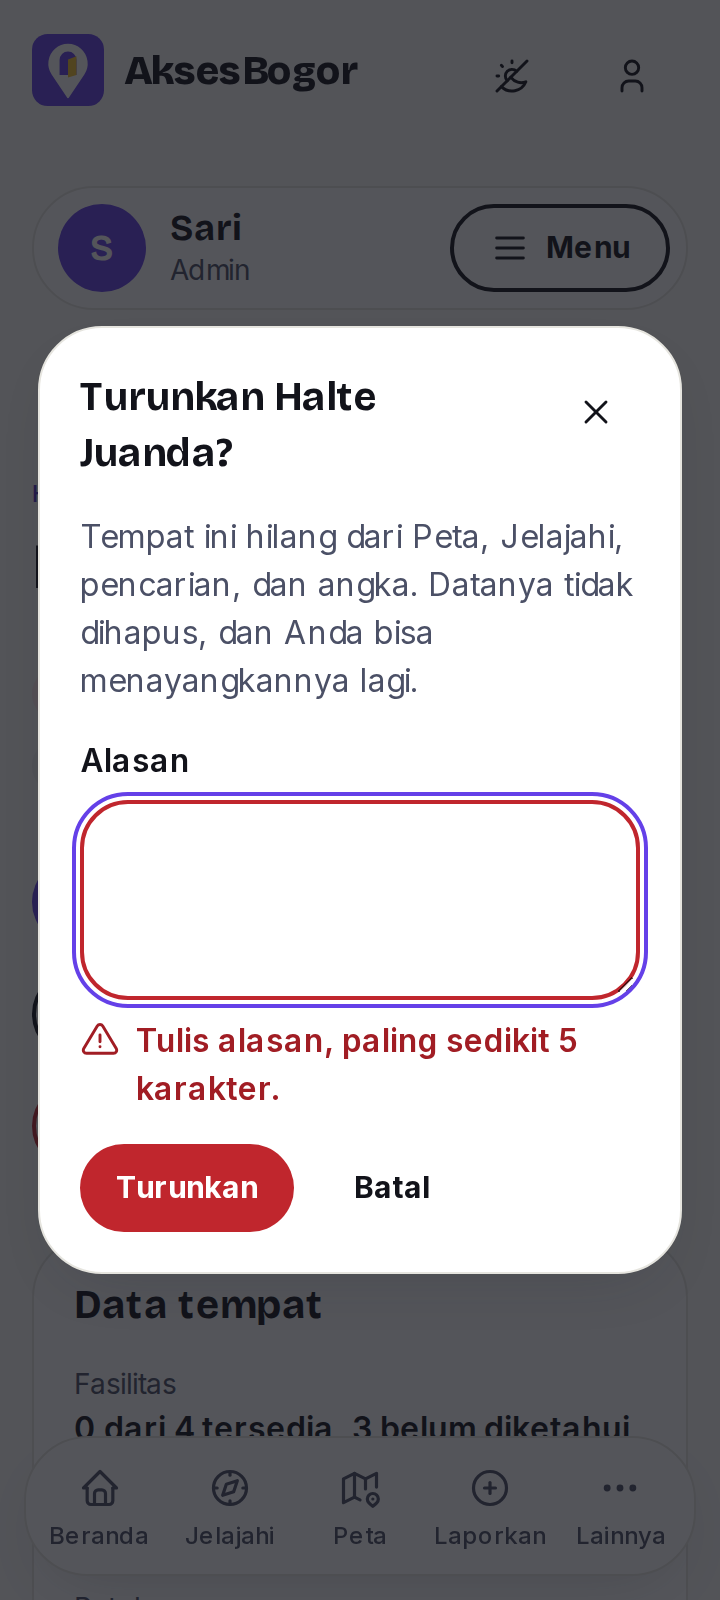 AksesBogor
S
Sari
Admin
Menu
Turunkan Halte
Juanda?
Tempat ini hilang dari Peta, Jelajahi,
pencarian, dan angka. Datanya tidak
dihapus, dan Anda bisa
menayangkannya lagi.
Alasan
Tulis alasan, paling sedikit 5
karakter.
Turunkan
Batal
Data tempat
Fasilitas
0 dari 4 tersedia 3 belum diketahui
Beranda
Jelajahi
Peta
Laporkan
Lainnya